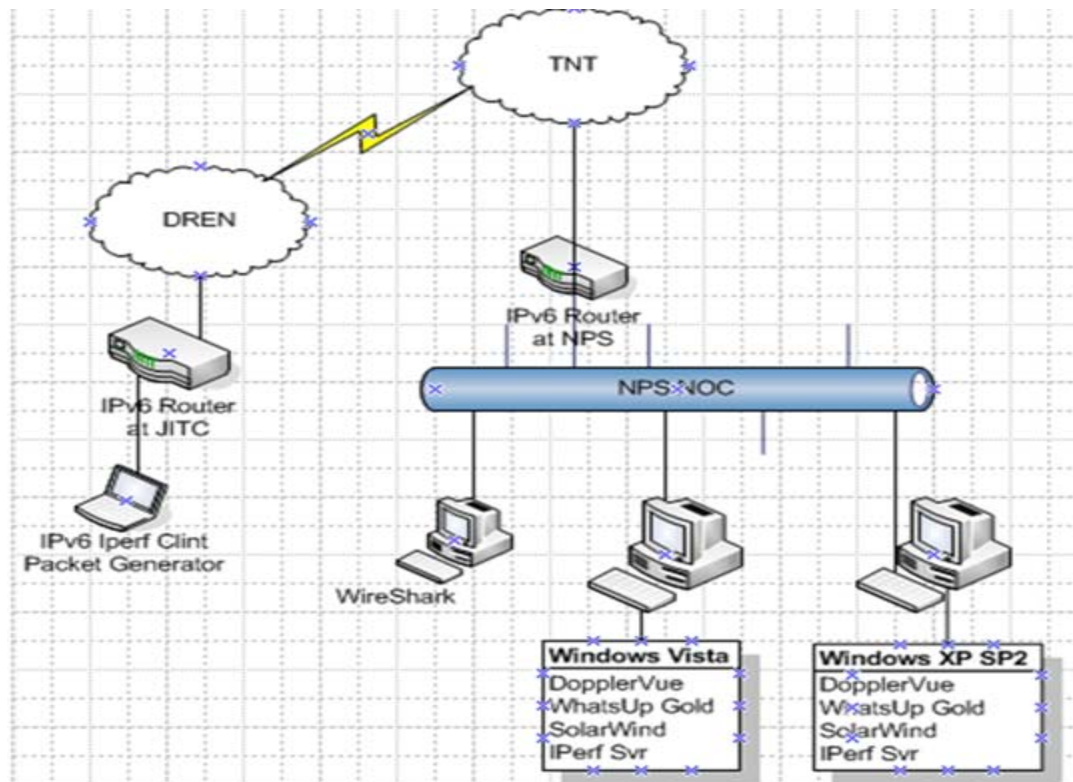 TNT
DREN
IPv6 Router
at NPS
NPS NOC
IPv6 Router
at JITC
IPv6 Iperf Clint
Packet Generator
WireShark
Windows Vista
DopplerVue
WhatsUp Gold
SolarWind
IPerf Svr
Windows XP SP2
DopplerVue
WhatsUp Gold
SolarWind
IPerf Svr